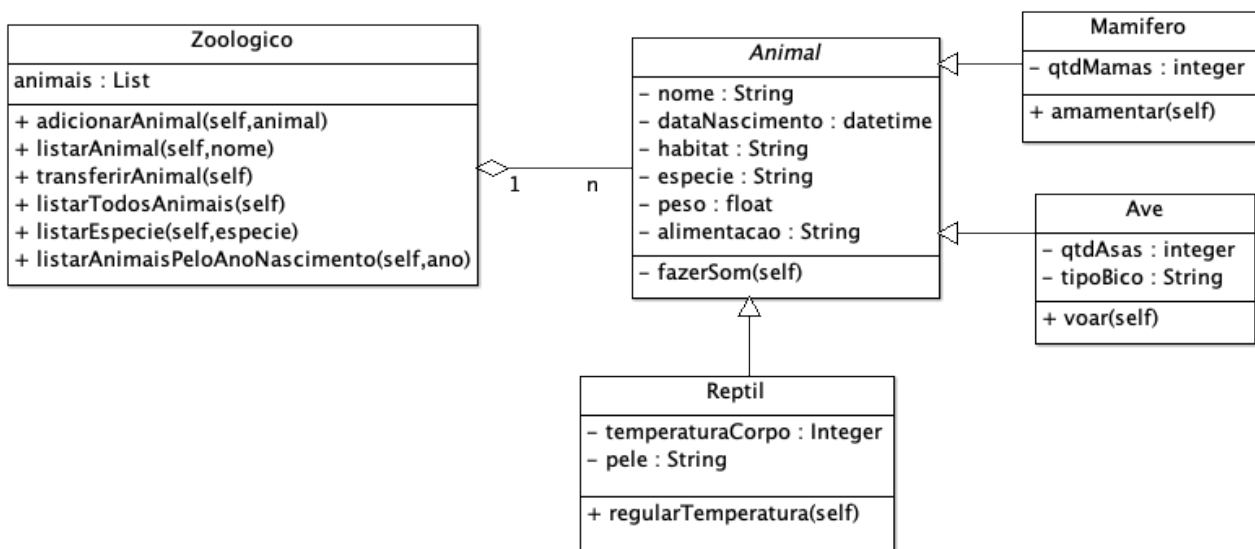 Zoologico
animais : List
+ adicionarAnimal(self,animal)
+ listarAnimal(self,nome)
+ transferirAnimal(self)
+ listarTodosAnimais(self)
+ listarEspecie(self,especie)
+ listarAnimaisPeloAnoNascimento(self,ano)
1
n
Animal
- nome : String
- dataNascimento : datetime
- habitat : String
- especie : String
- peso : float
- alimentacao : String
- fazerSom(self)
Mamifero
- qtdMamas : integer
+ amamentar(self)
Ave
- qtdAsas : integer
- tipoBico : String
+ voar(self)
Reptil
- temperaturaCorpo : Integer
- pele : String
+ regularTemperatura(self)